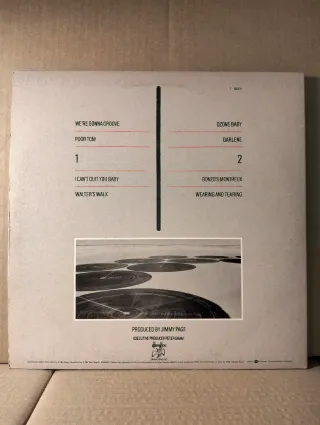 WE'RE GONNA GROOVE
POOR TOM
1
I CAN'T QUIT YOU BABY
WALTER'S WALK
OZONE BABY
DARLENE
2
BONZO'S MONTREUX
WEARING AND TEARING
PRODUCED BY JIMMY PAGE
EXECUTIVE PRODUCER PETER GRANT